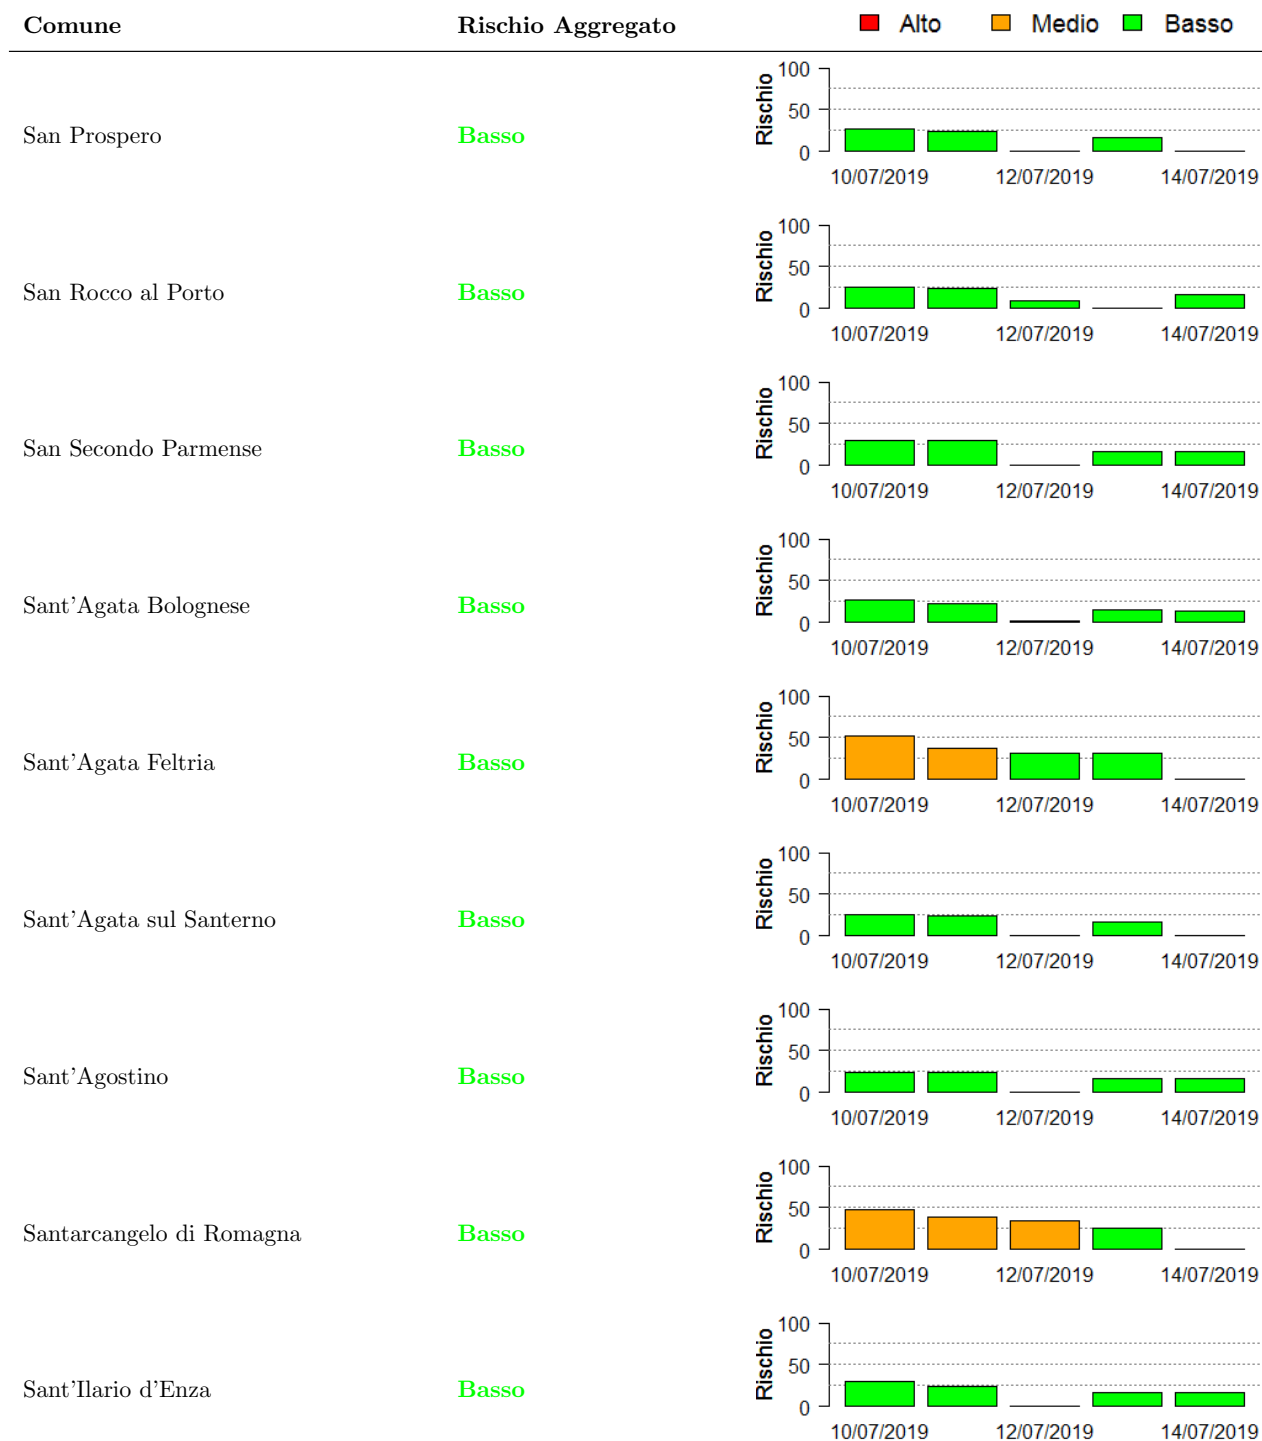 Comune Rischio Aggregato Alto Medio Basso
100
50
0
Rischio
San Prospero Basso
10/07/2019 12/07/2019 14/07/2019
100
50
0
Rischio
San Rocco al Porto Basso
10/07/2019 12/07/2019 14/07/2019
100
50
0
Rischio
San Secondo Parmense Basso
10/07/2019 12/07/2019 14/07/2019
100
50
0
Rischio
Sant'Agata Bolognese Basso
10/07/2019 12/07/2019 14/07/2019
100
50
0
Rischio
Sant'Agata Feltria Basso
10/07/2019 12/07/2019 14/07/2019
100
50
0
Rischio
Sant'Agata sul Santerno Basso
10/07/2019 12/07/2019 14/07/2019
100
50
0
Rischio
Sant'Agostino Basso
10/07/2019 12/07/2019 14/07/2019
100
50
0
Rischio
Santarcangelo di Romagna Basso
10/07/2019 12/07/2019 14/07/2019
100
50
0
Rischio
Sant'Ilario d'Enza Basso
10/07/2019 12/07/2019 14/07/2019